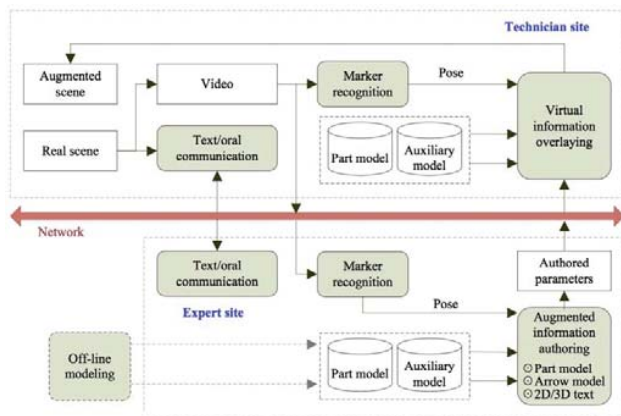 Technician site
Augmented
scene
Video
Marker
recognition
Pose
Virtual
information
overlaying
Real scene
Text/oral
communication
Part model
Auxiliary
model
Network
Text/oral
communication
Expert site
Marker
recognition
Pose
Authored
parameters
Off-line
modeling
Part model
Auxiliary
model
Augmented
information
authoring
⊙ Part model
⊙ Arrow model
⊙ 2D/3D text